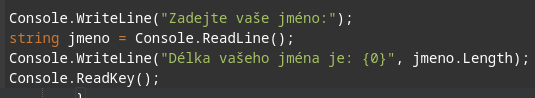 Console.WriteLine("Zadejte vaše jméno:");
string jmeno = Console.ReadLine();
Console.WriteLine("Délka vašeho jména je: {0}", jmeno.Length);
Console.ReadKey();
}